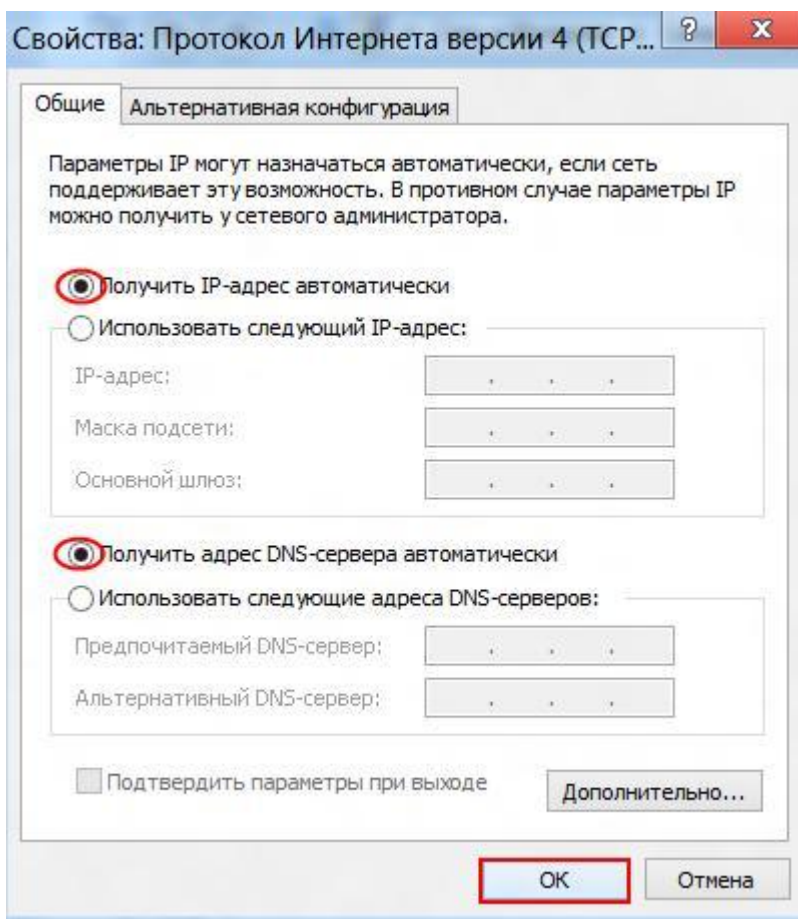 Свойства: Протокол Интернета версии 4 (TCP...
?
X
Общие
Альтернативная конфигурация
Параметры IP могут назначаться автоматически, если сеть
поддерживает эту возможность. В противном случае параметры IP
можно получить у сетевого администратора.
Получить IP-адрес автоматически
Использовать следующий IP-адрес:
IP-адрес:
Маска подсети:
Основной шлюз:
Получить адрес DNS-сервера автоматически
Использовать следующие адреса DNS-серверов:
Предпочитаемый DNS-сервер:
Альтернативный DNS-сервер:
Подтвердить параметры при выходе
Дополнительно...
ОК
Отмена